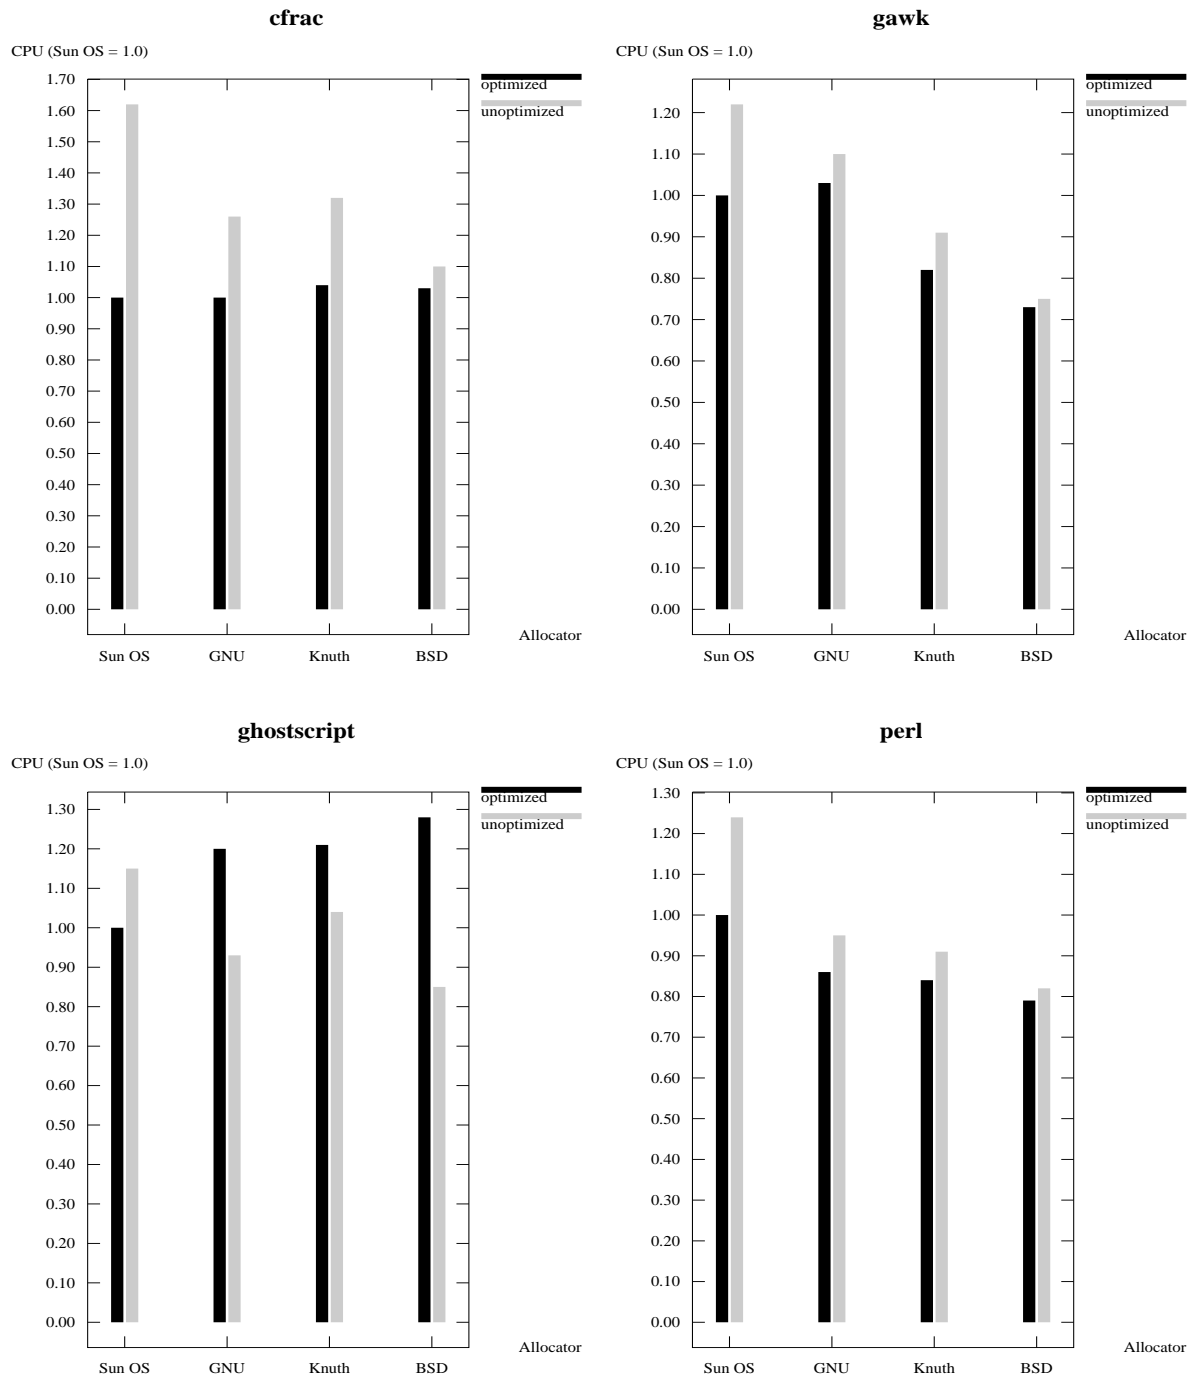 cfrac
CPU (Sun OS = 1.0)
optimized
unoptimized
1.70
1.60
1.50
1.40
1.30
1.20
1.10
1.00
0.90
0.80
0.70
0.60
0.50
0.40
0.30
0.20
0.10
0.00
Allocator
Sun OS GNU Knuth BSD
gawk
CPU (Sun OS = 1.0)
optimized
unoptimized
1.20
1.10
1.00
0.90
0.80
0.70
0.60
0.50
0.40
0.30
0.20
0.10
0.00
Allocator
Sun OS GNU Knuth BSD
ghostscript
CPU (Sun OS = 1.0)
optimized
unoptimized
1.30
1.20
1.10
1.00
0.90
0.80
0.70
0.60
0.50
0.40
0.30
0.20
0.10
0.00
Allocator
Sun OS GNU Knuth BSD
perl
CPU (Sun OS = 1.0)
optimized
unoptimized
1.30
1.20
1.10
1.00
0.90
0.80
0.70
0.60
0.50
0.40
0.30
0.20
0.10
0.00
Allocator
Sun OS GNU Knuth BSD